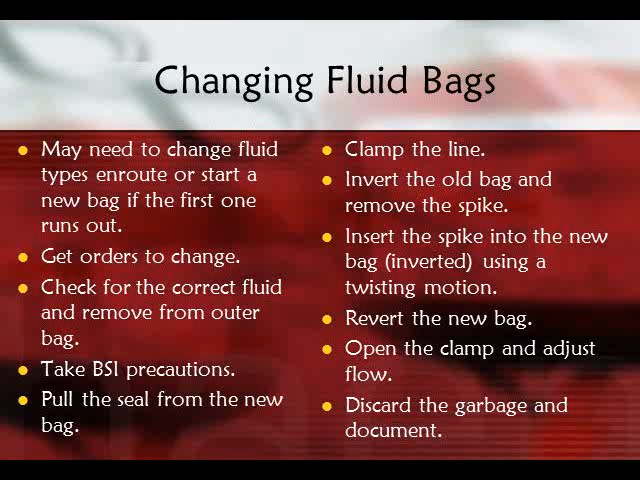 Changing Fluid Bags
May need to change fluid
types enroute or start a
new bag if the first one
runs out.
Get orders to change.
Check for the correct fluid
and remove from outer
bag.
Take BSI precautions.
Pull the seal from the new
bag.
Clamp the line.
Invert the old bag and
remove the spike.
Insert the spike into the new
bag (inverted) using a
twisting motion.
Revert the new bag.
Open the clamp and adjust
flow.
Discard the garbage and
document.